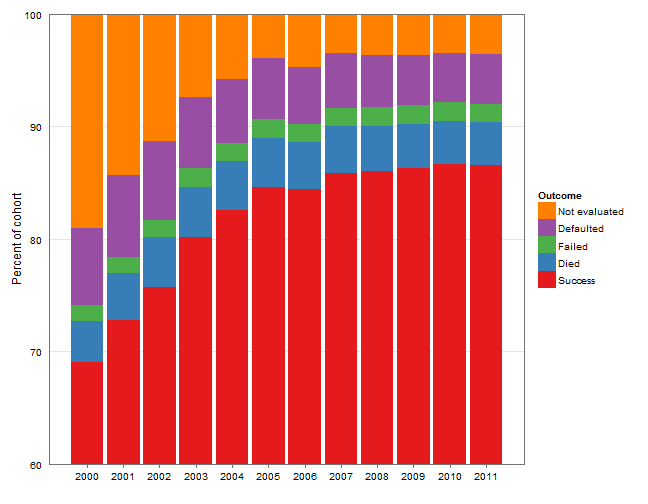 100
90
80
70
60
Percent of cohort
2000 2001 2002 2003 2004 2005 2006 2007 2008 2009 2010 2011
Outcome
Not evaluated
Defaulted
Failed
Died
Success